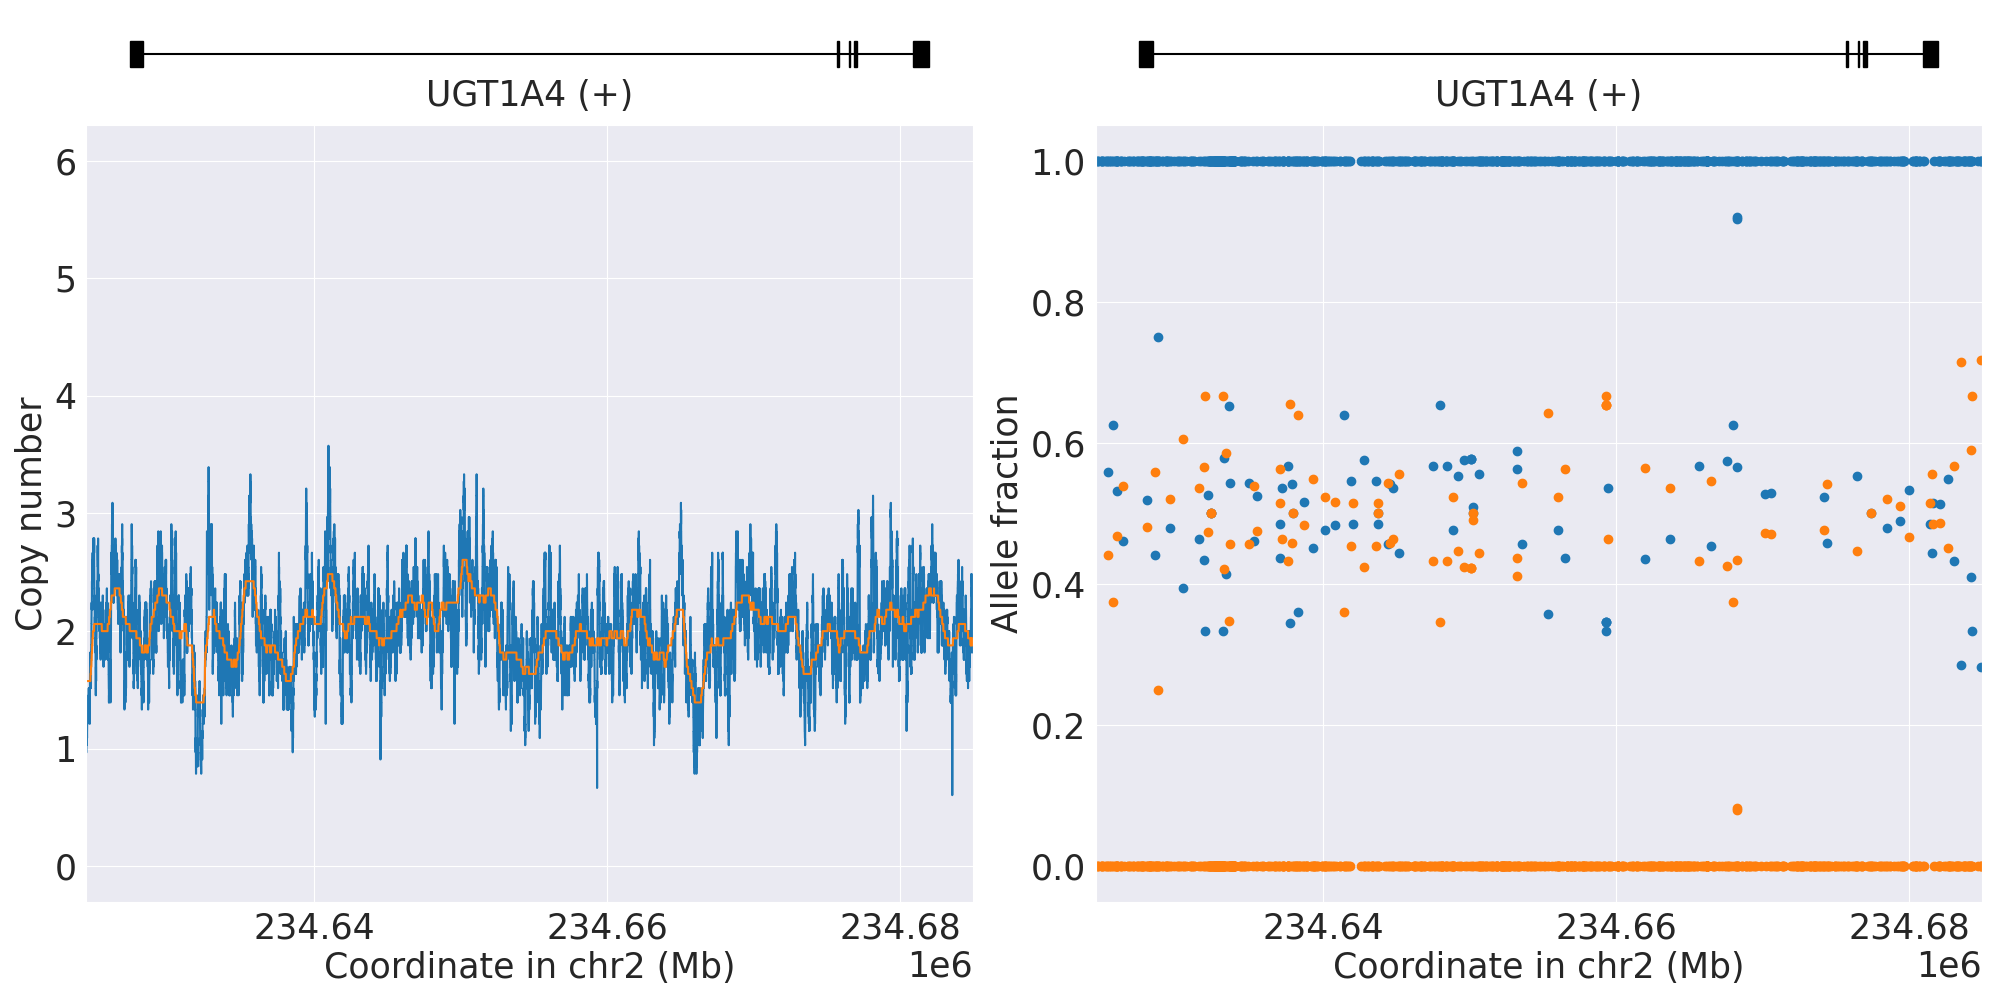 UGT1A4 (+)
6
5
4
3
2
1
0
Copy number
234.64 234.66 234.68
Coordinate in chr2 (Mb)
1e6
UGT1A4 (+)
1.0
0.8
0.6
0.4
0.2
0.0
Allele fraction
234.64 234.66 234.68
Coordinate in chr2 (Mb)
1e6